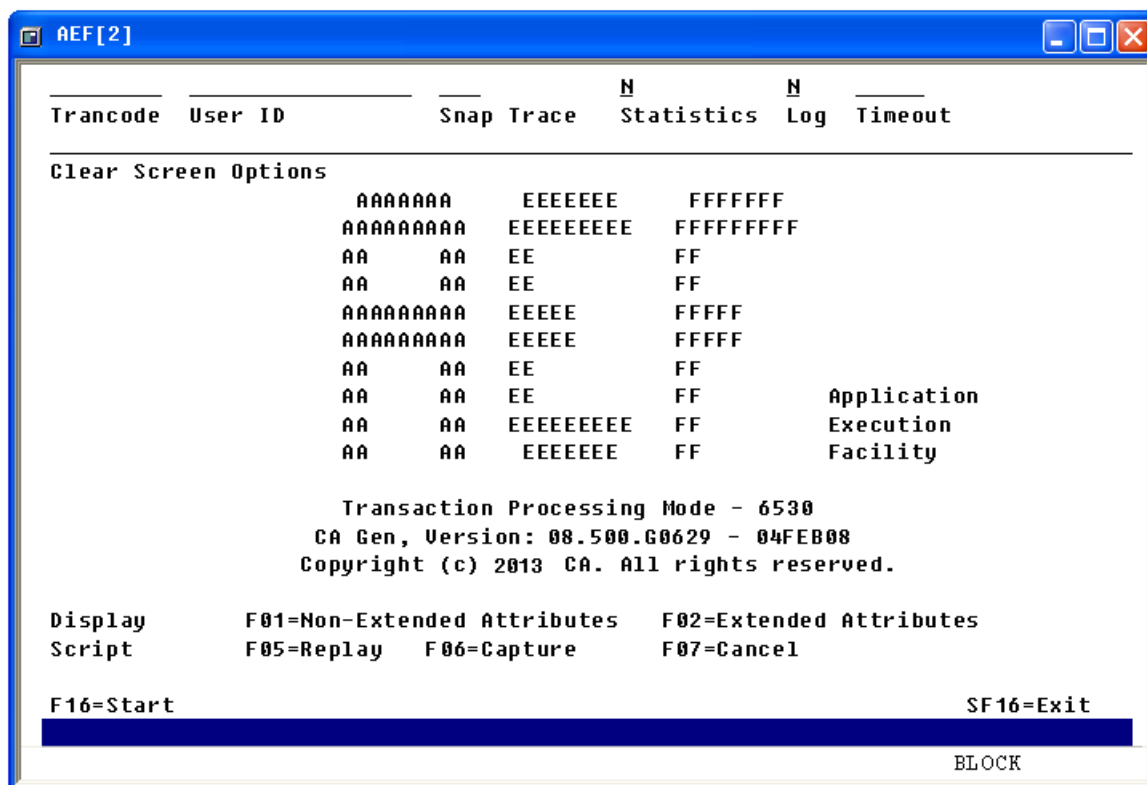 AEF[2]
N N
Trancode User ID Snap Trace Statistics Log Timeout
Clear Screen Options
AAAAAAA EEEEEEE FFFFFFF
AAAAAAAAA EEEEEEEEE FFFFFFFFF
AA AA EE FF
AA AA EE FF
AAAAAAAAA EEEEE FFFFF
AAAAAAAAA EEEEE FFFFF
AA AA EE FF
AA AA EE FF Application
AA AA EEEEEEEEE FF Execution
AA AA EEEEEEE FF Facility
Transaction Processing Mode - 6530
CA Gen, Version: 08.500.G0629 - 04FEB08
Copyright (c) 2013 CA. All rights reserved.
Display F01=Non-Extended Attributes F02=Extended Attributes
Script F05=Replay F06=Capture F07=Cancel
F16=Start SF16=Exit
BLOCK